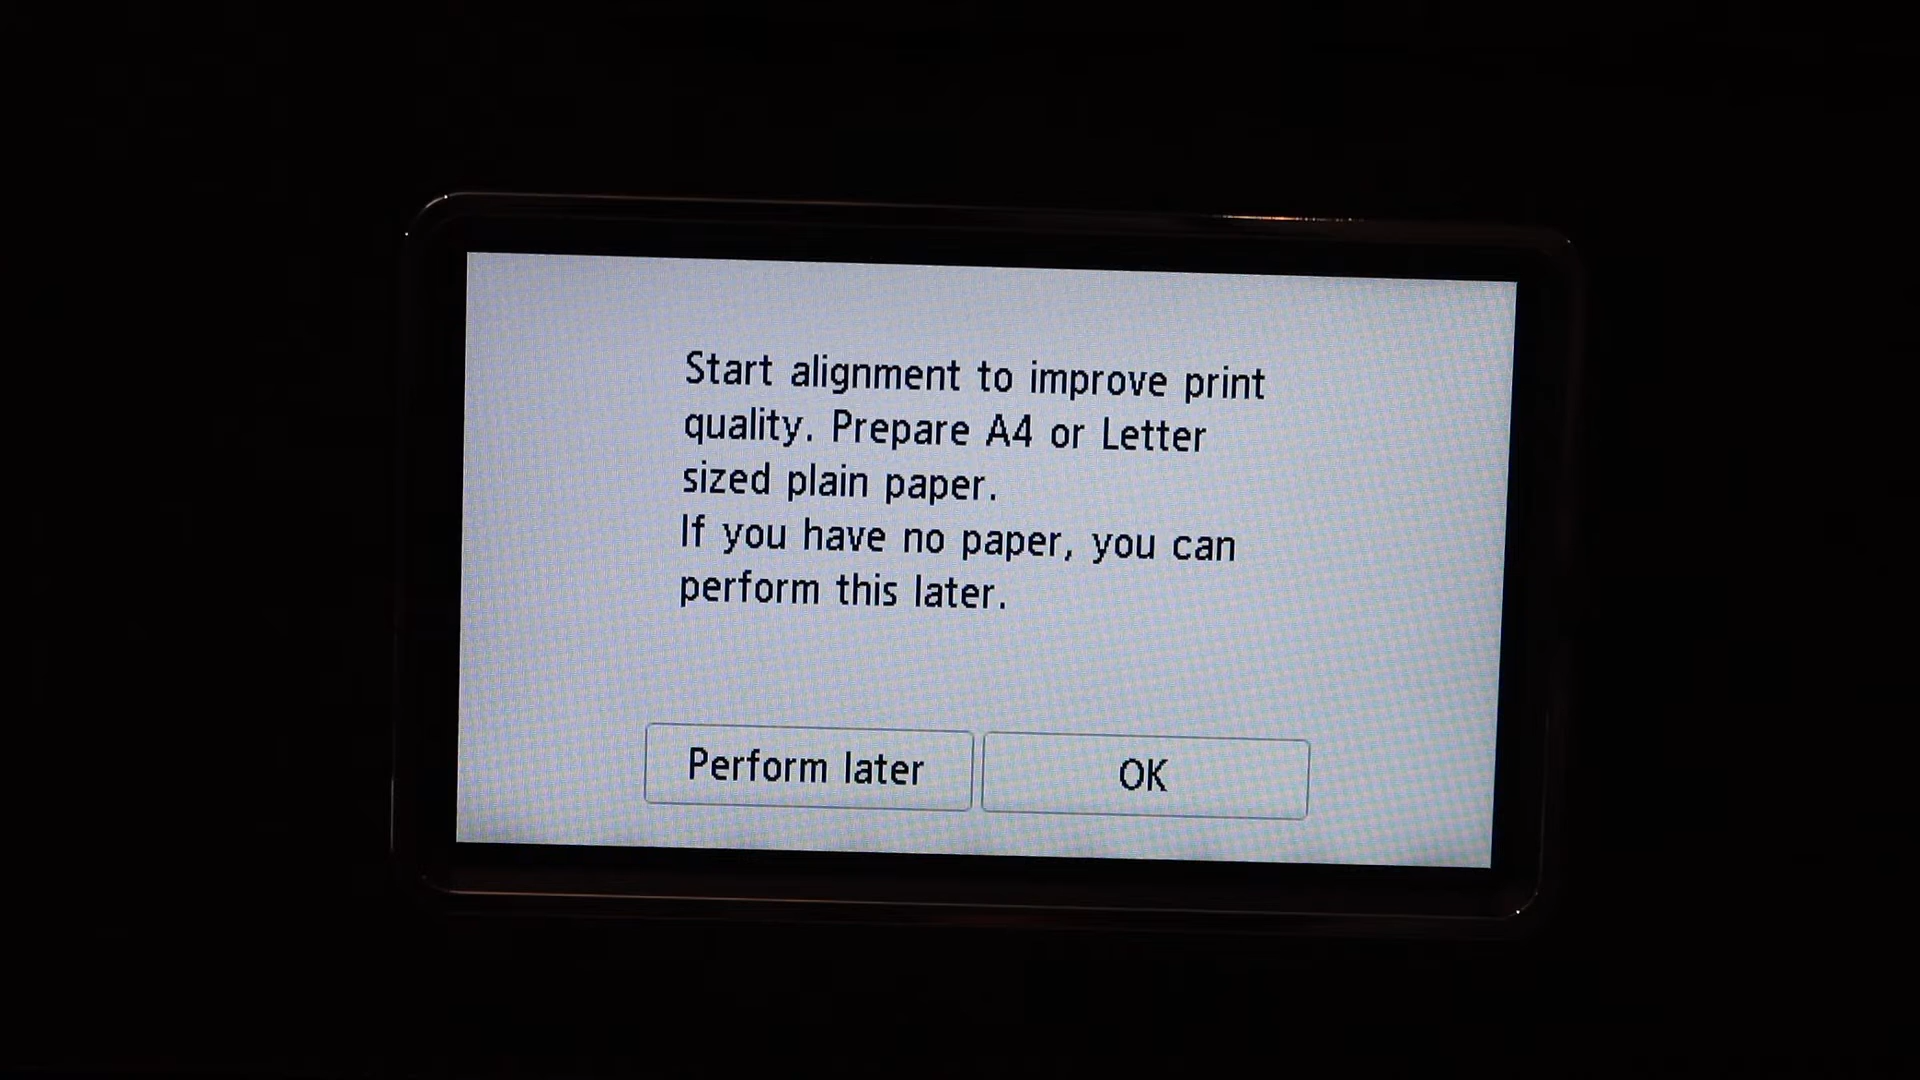 Start alignment to improve print
quality. Prepare A4 or Letter
sized plain paper.
If you have no paper, you can
perform this later.
Perform later
OK